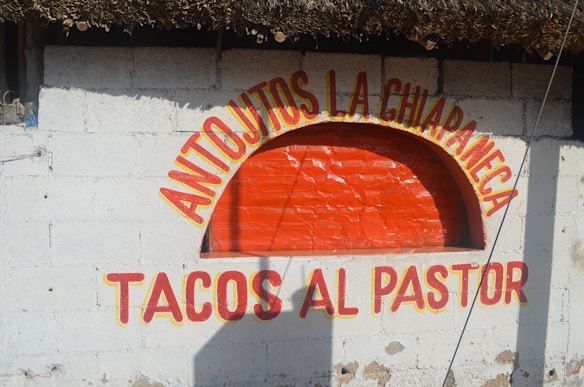 ANTOJITOS LA CHIAPANECA
TACOS AL PASTOR